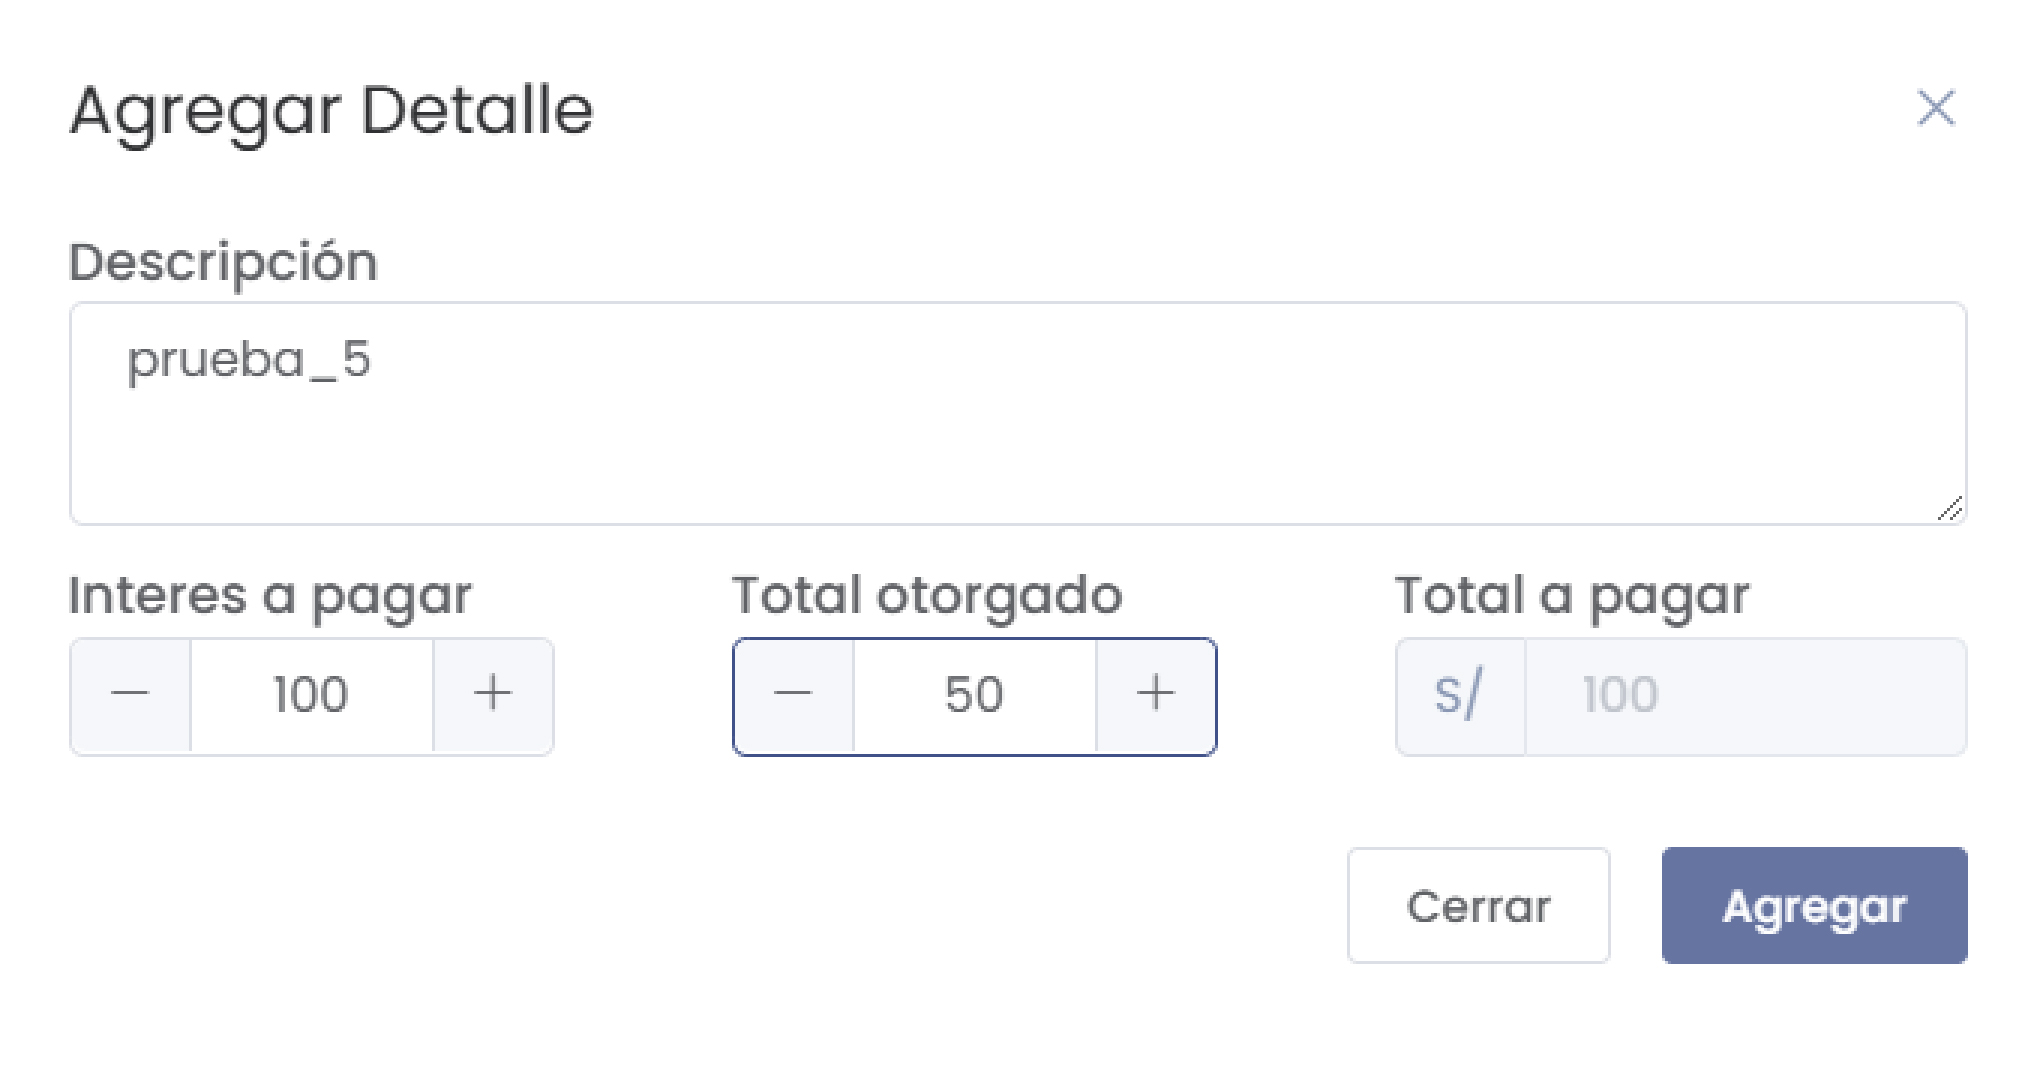 Agregar Detalle
Descripción
prueba_5
Interes a pagar
Total otorgado
Total a pagar
100
50
S/ 100
Cerrar
Agregar